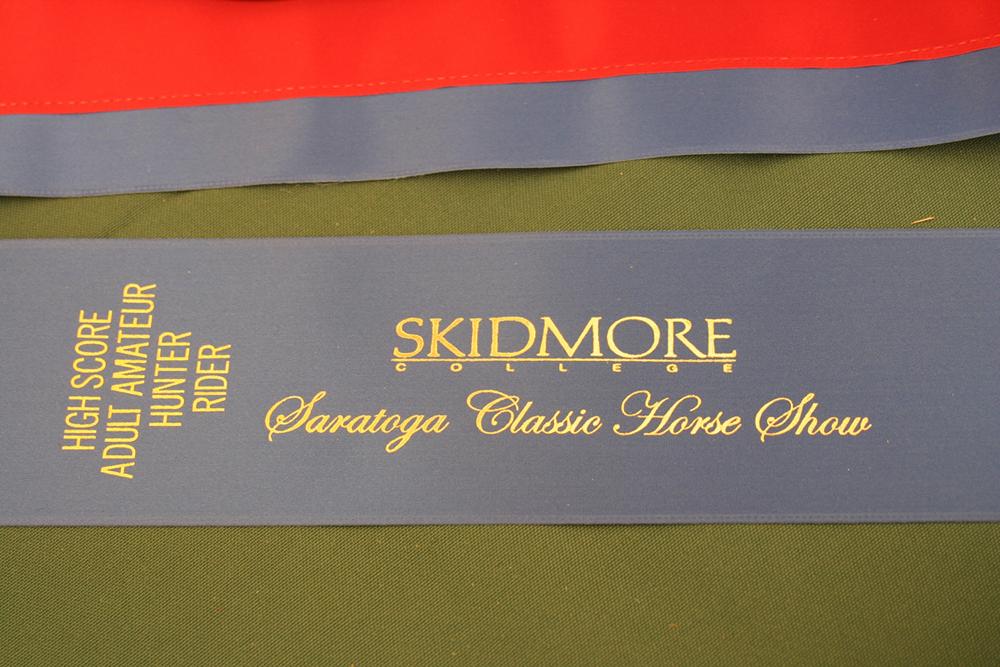 HIGH SCORE
ADULT AMATEUR
HUNTER
RIDER
SKIDMORE
COLLEGE
Saratoga Classic Horse Show